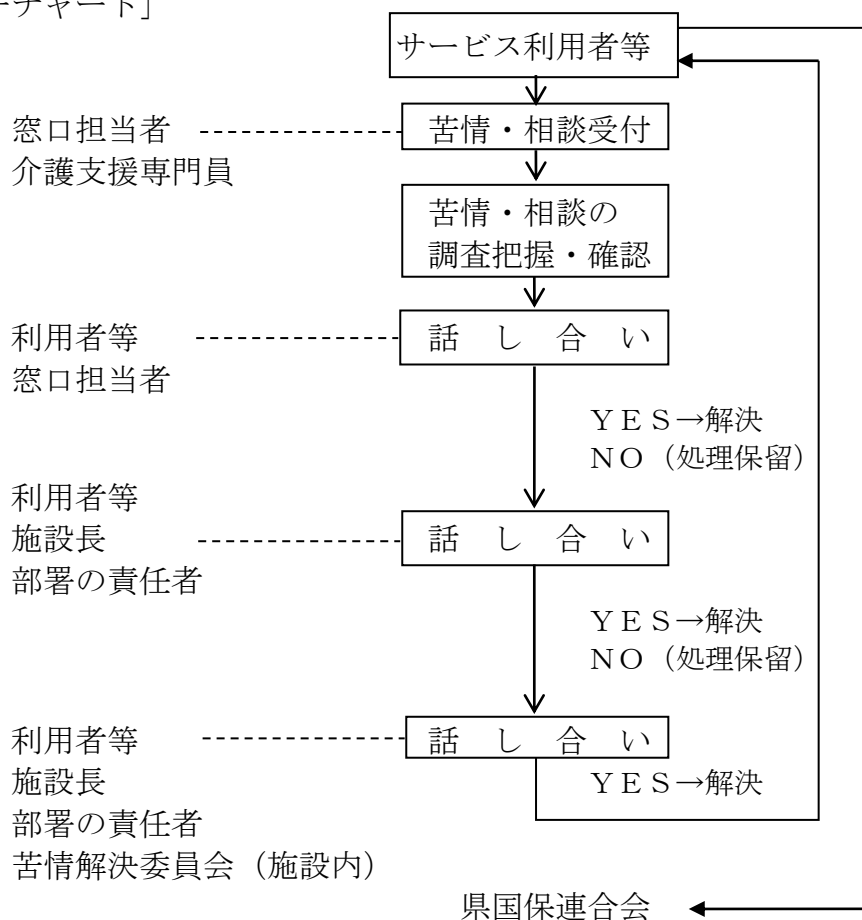 ーチャート］
サービス利用者等
窓口担当者
介護支援専門員
苦情・相談受付
苦情・相談の
調査把握・確認
利用者等
窓口担当者
話し合い
ＹＥＳ→解決
ＮＯ（処理保留）
利用者等
施設長
部署の責任者
話し合い
ＹＥＳ→解決
ＮＯ（処理保留）
利用者等
施設長
部署の責任者
苦情解決委員会（施設内）
話し合い
ＹＥＳ→解決
県国保連合会